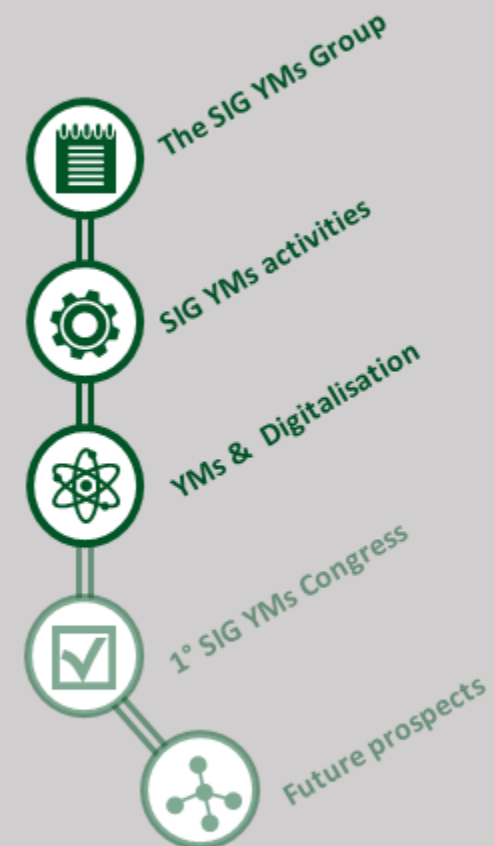 The SIG YMs Group
SIG YMs activities
YMs & Digitalisation
1° SIG YMs Congress
Future prospects